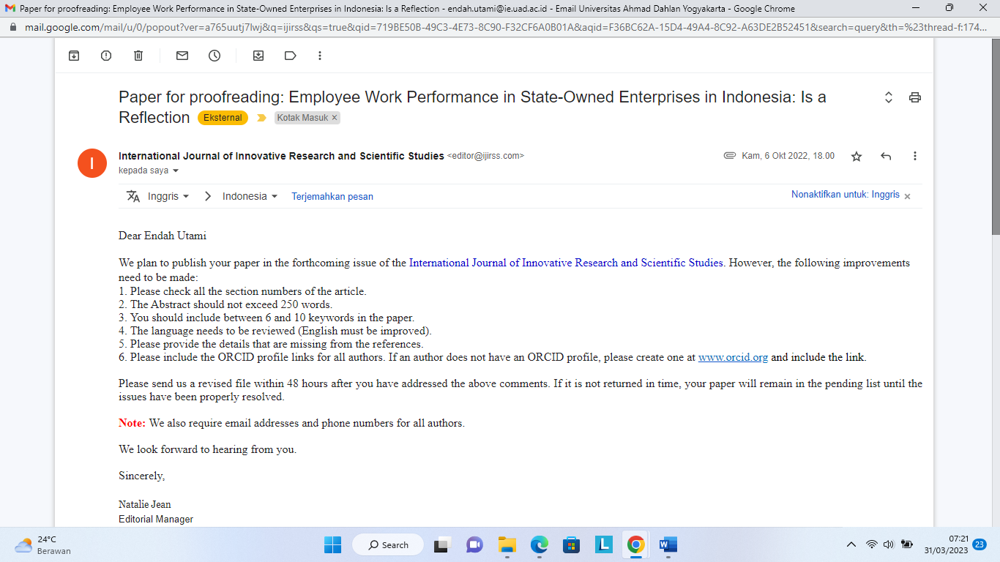 Paper for proofreading: Employee Work Performance in State-Owned Enterprises in Indonesia: Is a Reflection - endah.utami@ie.uad.ac.id - Email Universitas Ahmad Dahlan Yogyakarta - Google Chrome
mail.google.com/mail/u/0/popout?ver=a765uutj7lwj&q=ijirss&qs=true&qid=719BE50B-49C3-4E73-8C90-F32CF6A0B01A&aqid=F36BC62A-15D4-49A4-8C92-A63DE2B52451&search=query&th=%23thread-f:174...
Paper for proofreading: Employee Work Performance in State-Owned Enterprises in Indonesia: Is a
Reflection Eksternal Kotak Masuk ×
I International Journal of Innovative Research and Scientific Studies <editor@ijirss.com> Kam, 6 Okt 2022, 18.00
kepada saya
Inggris Indonesia Terjemahkan pesan Nonaktifkan untuk: Inggris ×
Dear Endah Utami
We plan to publish your paper in the forthcoming issue of the International Journal of Innovative Research and Scientific Studies. However, the following improvements
need to be made:
1. Please check all the section numbers of the article.
2. The Abstract should not exceed 250 words.
3. You should include between 6 and 10 keywords in the paper.
4. The language needs to be reviewed (English must be improved).
5. Please provide the details that are missing from the references.
6. Please include the ORCID profile links for all authors. If an author does not have an ORCID profile, please create one at www.orcid.org and include the link.
Please send us a revised file within 48 hours after you have addressed the above comments. If it is not returned in time, your paper will remain in the pending list until the
issues have been properly resolved.
Note: We also require email addresses and phone numbers for all authors.
We look forward to hearing from you.
Sincerely,
Natalie Jean
Editorial Manager
24°C
Berawan
Search
L
W
07:21
31/03/2023
23